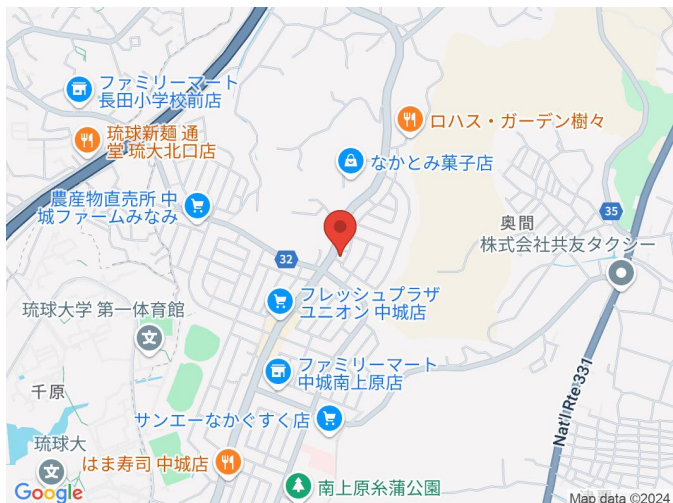 ファミリーマート
長田小学校前店
琉球新麺 通
堂 琉大北口店
ロハス・ガーデン樹々
なかとみ菓子店
農産物直売所 中
城ファームみなみ
35
奥間
32
株式会社共友タクシー
フレッシュプラザ
ユニオン 中城店
琉球大学 第一体育館
ファミリーマート
中城南上原店
千原
サンエーなかぐすく店
Nat'l Rte 331
琉球大
はま寿司 中城店
南上原糸蒲公園
Google
Map data ©2024